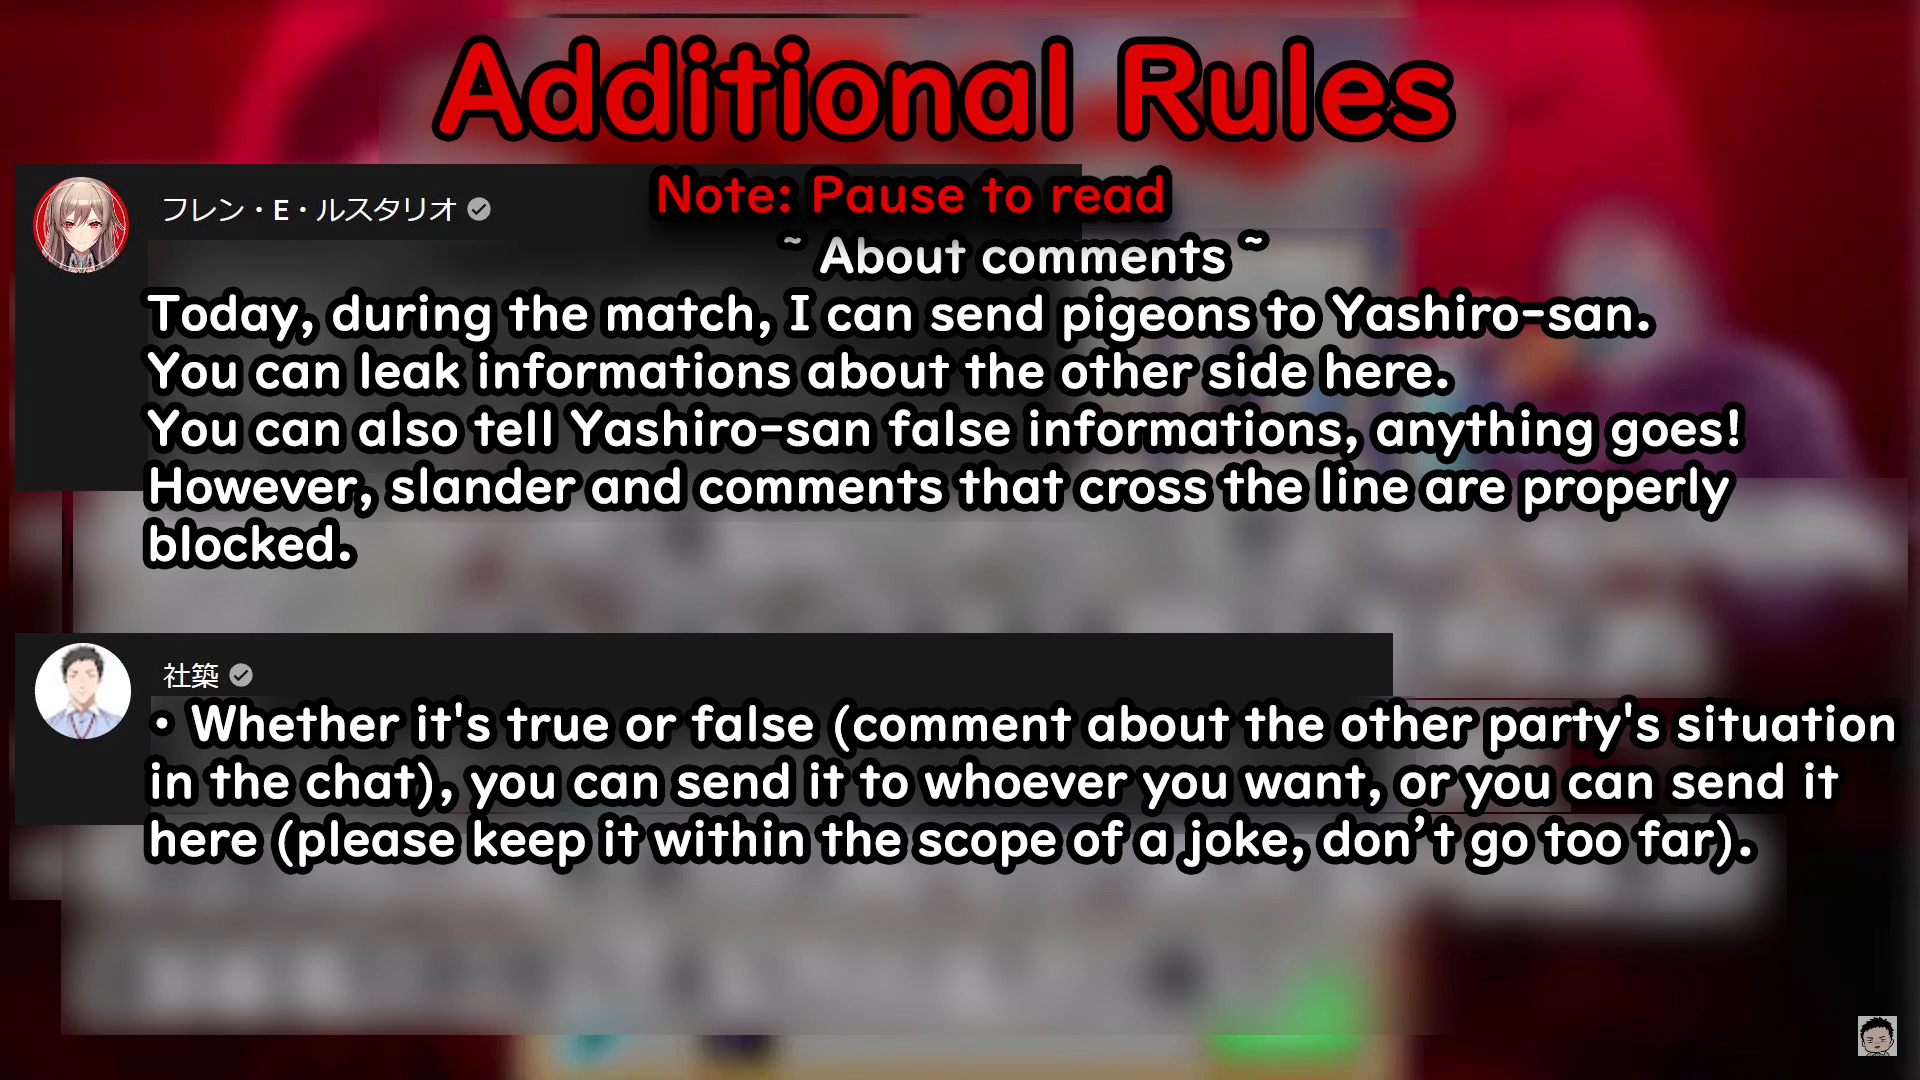 Additional Rules
Note: Pause to read
フレン・E・ルスタリオ
~ About comments ~
Today, during the match, I can send pigeons to Yashiro-san.
You can leak informations about the other side here.
You can also tell Yashiro-san false informations, anything goes!
However, slander and comments that cross the line are properly
blocked.
社築
• Whether it's true or false (comment about the other party's situation
in the chat), you can send it to whoever you want, or you can send it
here (please keep it within the scope of a joke, don’t go too far).